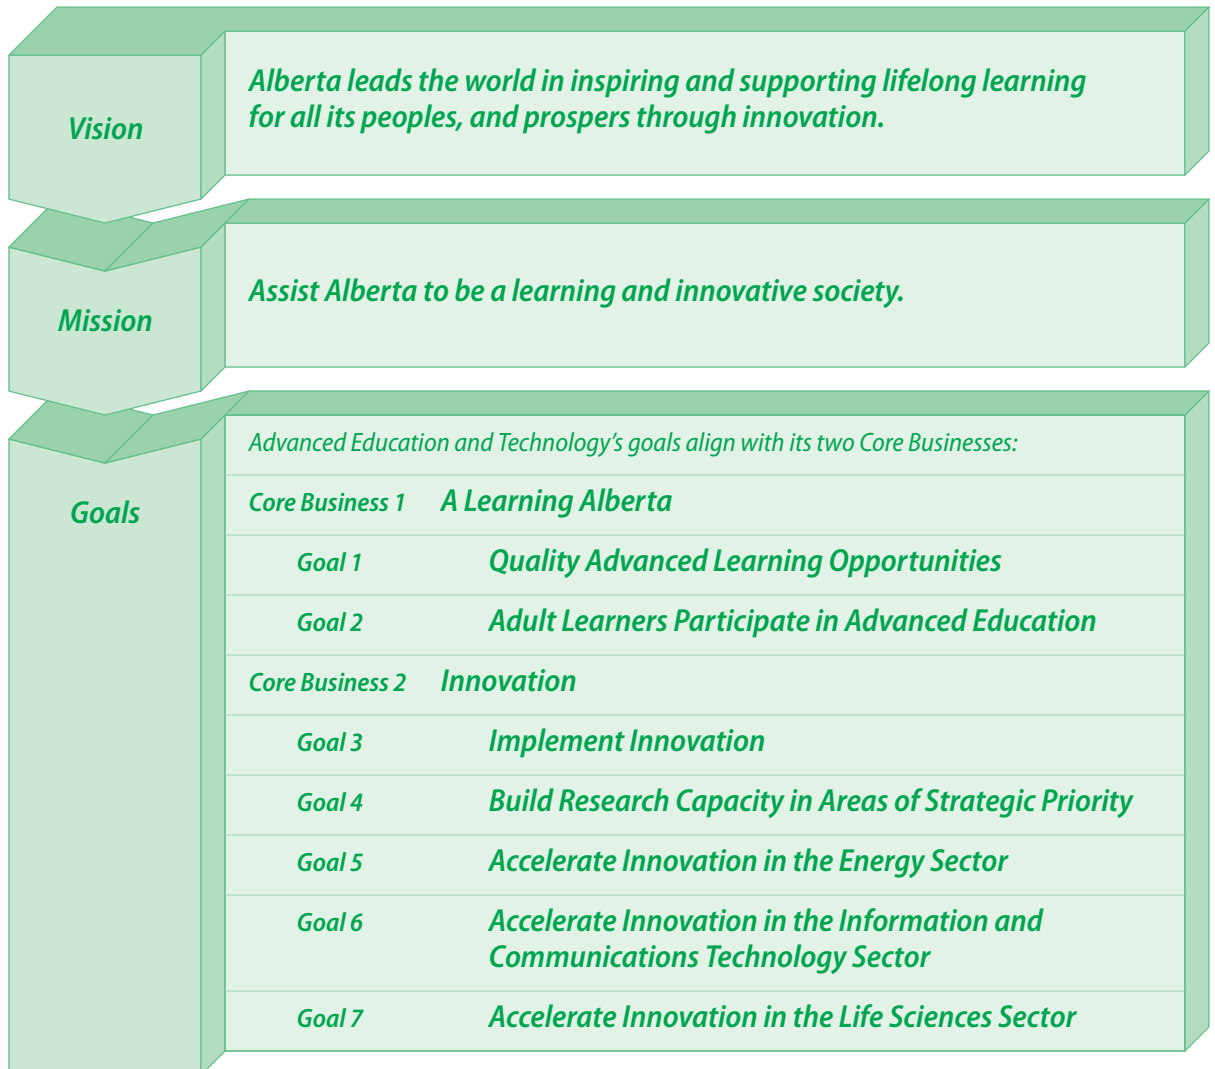 Vision
Alberta leads the world in inspiring and supporting lifelong learning
for all its peoples, and prospers through innovation.
Mission
Assist Alberta to be a learning and innovative society.
Goals
Advanced Education and Technology’s goals align with its two Core Businesses:
Core Business 1 A Learning Alberta
Goal 1 Quality Advanced Learning Opportunities
Goal 2 Adult Learners Participate in Advanced Education
Core Business 2 Innovation
Goal 3 Implement Innovation
Goal 4 Build Research Capacity in Areas of Strategic Priority
Goal 5 Accelerate Innovation in the Energy Sector
Goal 6 Accelerate Innovation in the Information and
Communications Technology Sector
Goal 7 Accelerate Innovation in the Life Sciences Sector